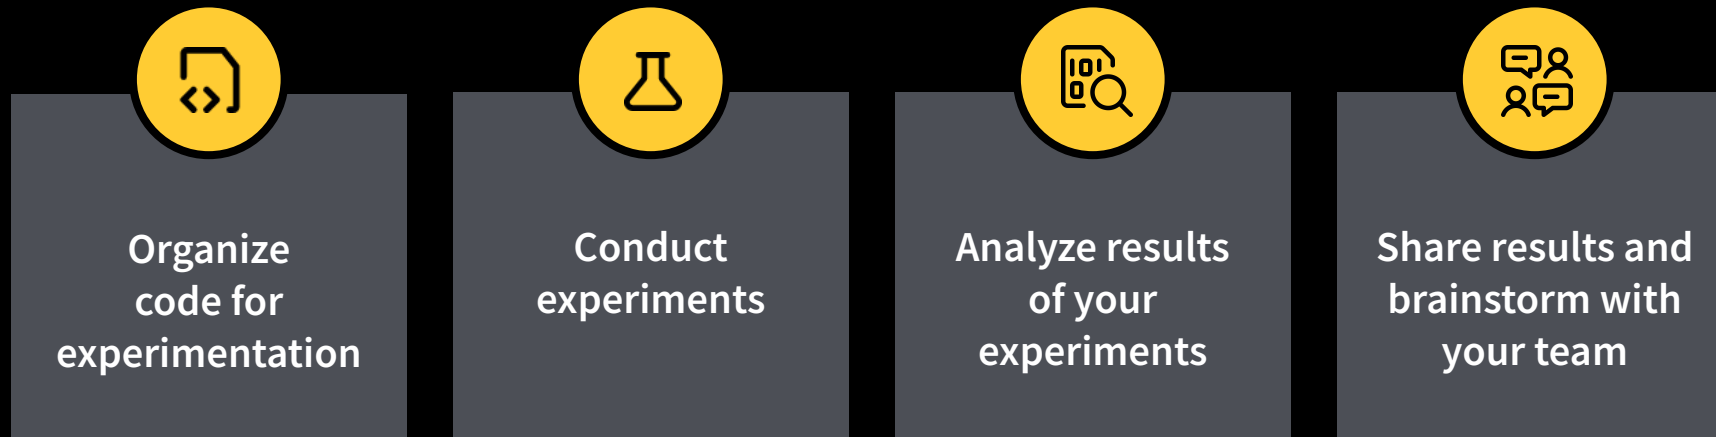 Organize
code for
experimentation
Conduct
experiments
Analyze results
of your
experiments
Share results and
brainstorm with
your team